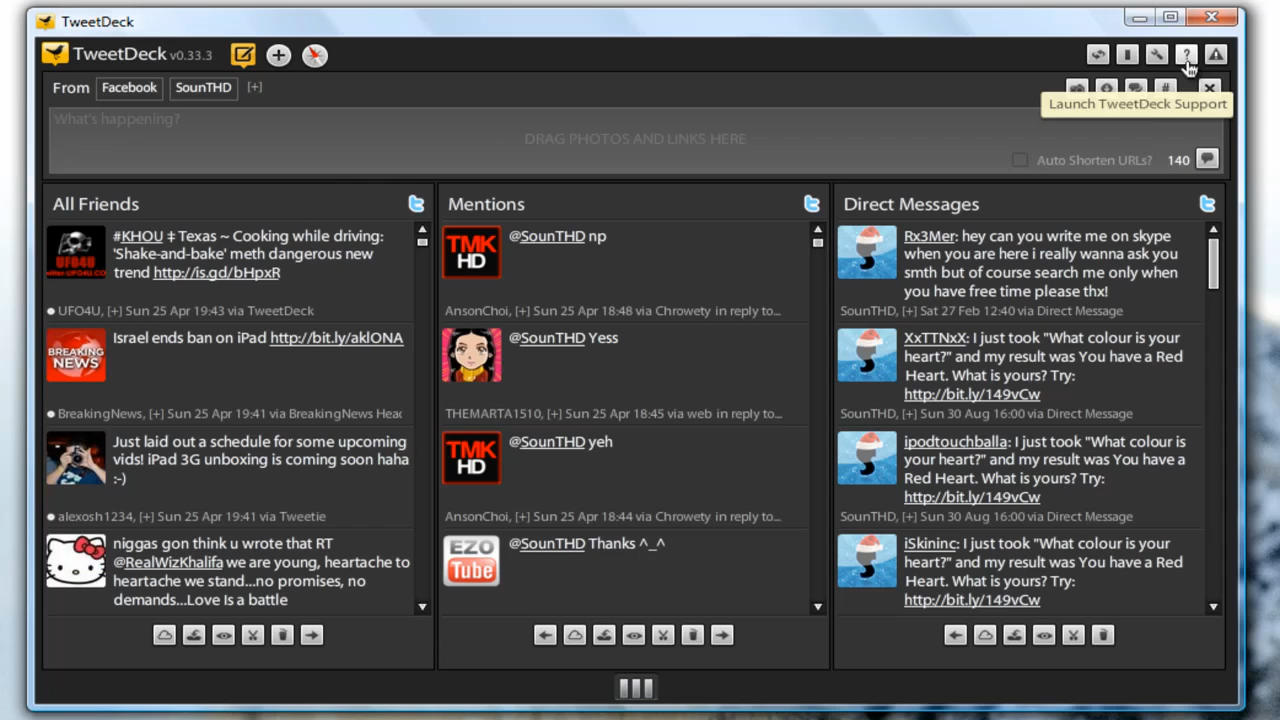 TweetDeck
TweetDeck v0.33.3
?
From Facebook SounTHD [+]
#
Launch TweetDeck Support
What's happening?
DRAG PHOTOS AND LINKS HERE
Auto Shorten URLs? 140
All Friends
#KHOU ‡ Texas ~ Cooking while driving:
'Shake-and-bake' meth dangerous new
trend http://is.gd/bHpxR
UFO4U
UFO4U, [+] Sun 25 Apr 19:43 via TweetDeck
BREAKING
NEWS
Israel ends ban on iPad http://bit.ly/aklONA
BreakingNews, [+] Sun 25 Apr 19:41 via BreakingNews Heac
Just laid out a schedule for some upcoming
vids! iPad 3G unboxing is coming soon haha
:-)
alexosh1234, [+] Sun 25 Apr 19:41 via Tweetie
niggas gon think u wrote that RT
@RealWizKhalifa we are young, heartache to
heartache we stand...no promises, no
demands...Love Is a battle
Mentions
TMK
HD
@SounTHD np
AnsonChoi, [+] Sun 25 Apr 18:48 via Chrowety in reply to...
@SounTHD Yess
THEMARTA1510, [+] Sun 25 Apr 18:45 via web in reply to...
TMK
HD
@SounTHD yeh
AnsonChoi, [+] Sun 25 Apr 18:44 via Chrowety in reply to...
EZO
Tube
@SounTHD Thanks ^_^
Direct Messages
Rx3Mer: hey can you write me on skype
when you are here i really wanna ask you
smth but of course search me only when
you have free time please thx!
SounTHD, [+] Sat 27 Feb 12:40 via Direct Message
XxTTNxX: I just took "What colour is your
heart?" and my result was You have a Red
Heart. What is yours? Try:
http://bit.ly/149vCw
SounTHD, [+] Sun 30 Aug 16:00 via Direct Message
ipodtouchballa: I just took "What colour is
your heart?" and my result was You have a
Red Heart. What is yours? Try:
http://bit.ly/149vCw
SounTHD, [+] Sun 30 Aug 16:00 via Direct Message
iSkininc: I just took "What colour is your
heart?" and my result was You have a Red
Heart. What is yours? Try:
http://bit.ly/149vCw